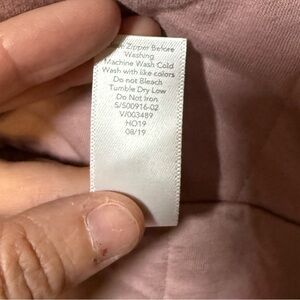 Zipper Before
Washing
Machine Wash Cold
Wash with like colors
Do not Bleach
Tumble Dry Low
Do Not Iron
S/500916-02
V/003489
HO19
08/19